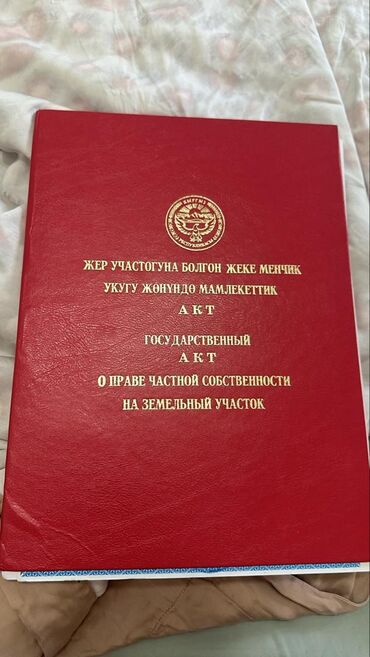 ЖЕР УЧАСТОГУНА БОЛГОН ЖЕКЕ МЕНЧИК
УКУГУ ЖӨНҮНДӨ МАМЛЕКЕТТИК
АКТ
ГОСУДАРСТВЕННЫЙ
АКТ
О ПРАВЕ ЧАСТНОЙ СОБСТВЕННОСТИ
НА ЗЕМЕЛЬНЫЙ УЧАСТОК